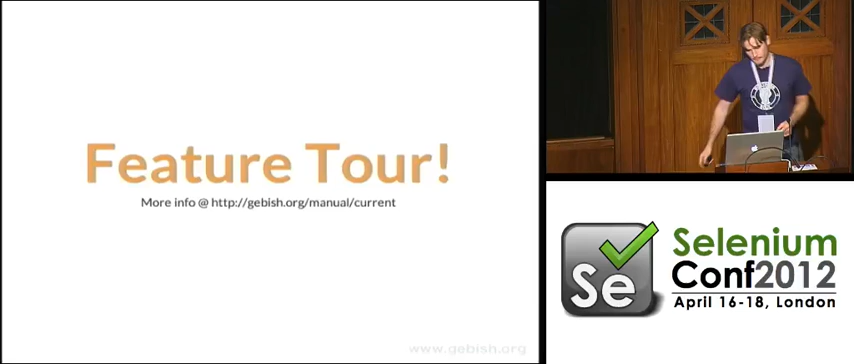 Feature Tour!
More info @ http://gebish.org/manual/current
www.gebish.org
Se
Selenium
Conf2012
April 16-18, London